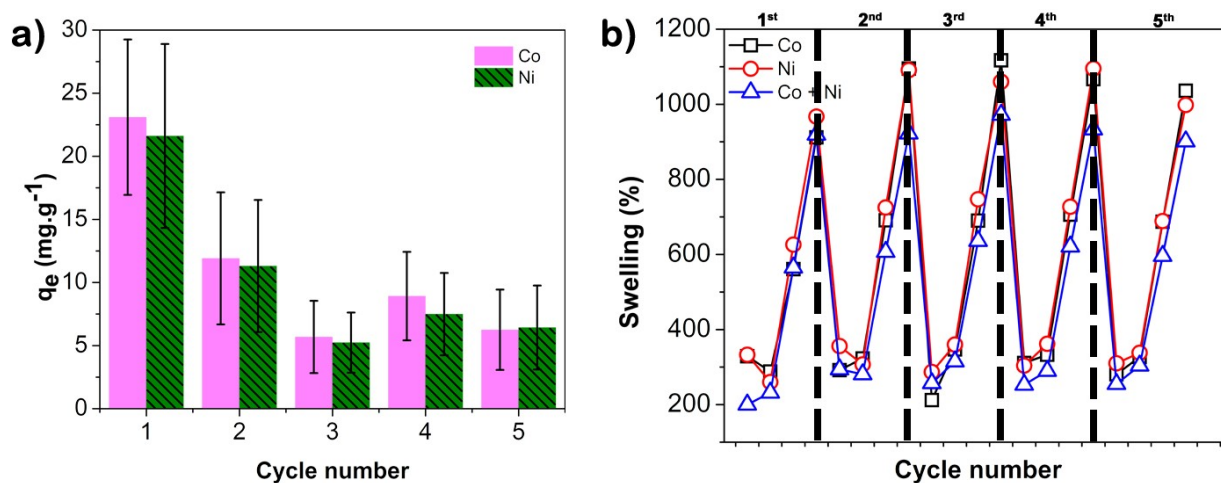 a)
30
25
20
15
10
5
0
qe (mg.g-1)
Co
Ni
1 2 3 4 5
Cycle number
b)
1st 2nd 3rd 4th 5th
1200
1000
800
600
400
200
Swelling (%)
Co
Ni
Co + Ni
Cycle number